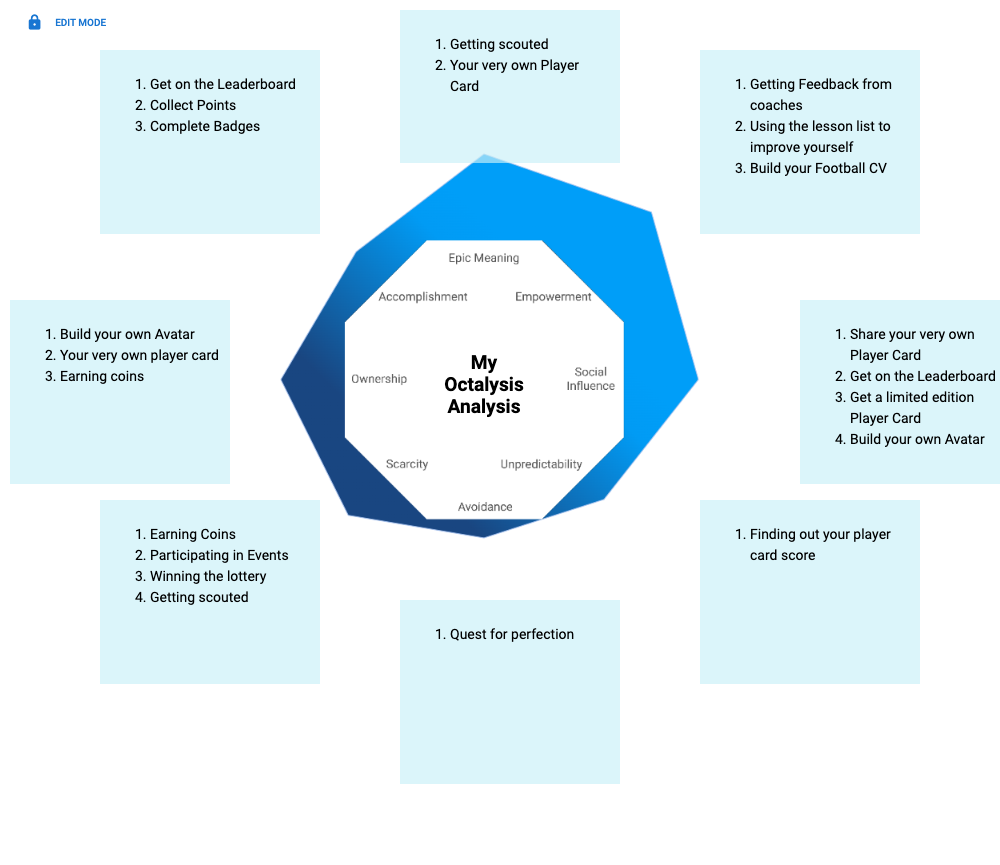 EDIT MODE
1. Getting scouted
2. Your very own Player
Card
1. Get on the Leaderboard
2. Collect Points
3. Complete Badges
1. Getting Feedback from
coaches
2. Using the lesson list to
improve yourself
3. Build your Football CV
Epic Meaning
Accomplishment
Empowerment
Ownership
My
Octalysis
Analysis
Social
Influence
Scarcity
Unpredictability
Avoidance
1. Build your own Avatar
2. Your very own player card
3. Earning coins
1. Share your very own
Player Card
2. Get on the Leaderboard
3. Get a limited edition
Player Card
4. Build your own Avatar
1. Earning Coins
2. Participating in Events
3. Winning the lottery
4. Getting scouted
1. Finding out your player
card score
1. Quest for perfection